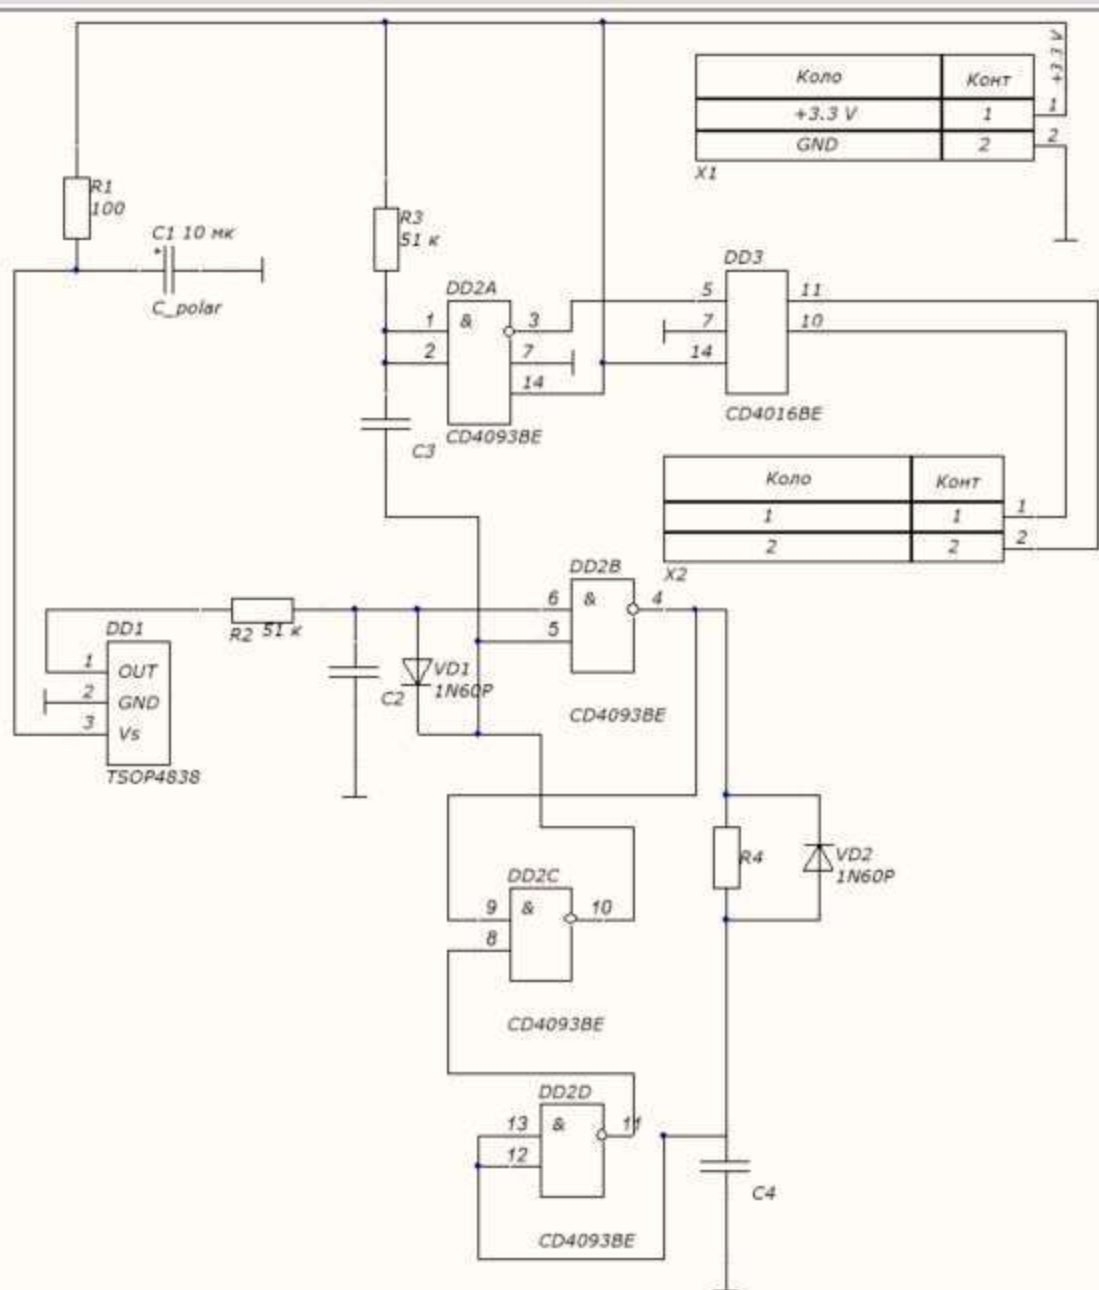 +3.3 V
Коло Конт
+3.3 V 1
GND 2
1
2
X1
R1
100
C1 10 мк
C_polar
R3
51 к
DD2A
1 & 3
2 7
14
CD4093BE
C3
DD3
5 11
7 10
14
CD4016BE
Коло Конт
1 1
2 2
1
2
X2
DD2B
6 & 4
5
CD4093BE
R2 51 к
DD1
1 OUT
2 GND
3 Vs
TSOP4838
C2
VD1
1N60P
R4
VD2
1N60P
DD2C
9 & 10
8
CD4093BE
DD2D
13 & 11
12
CD4093BE
C4